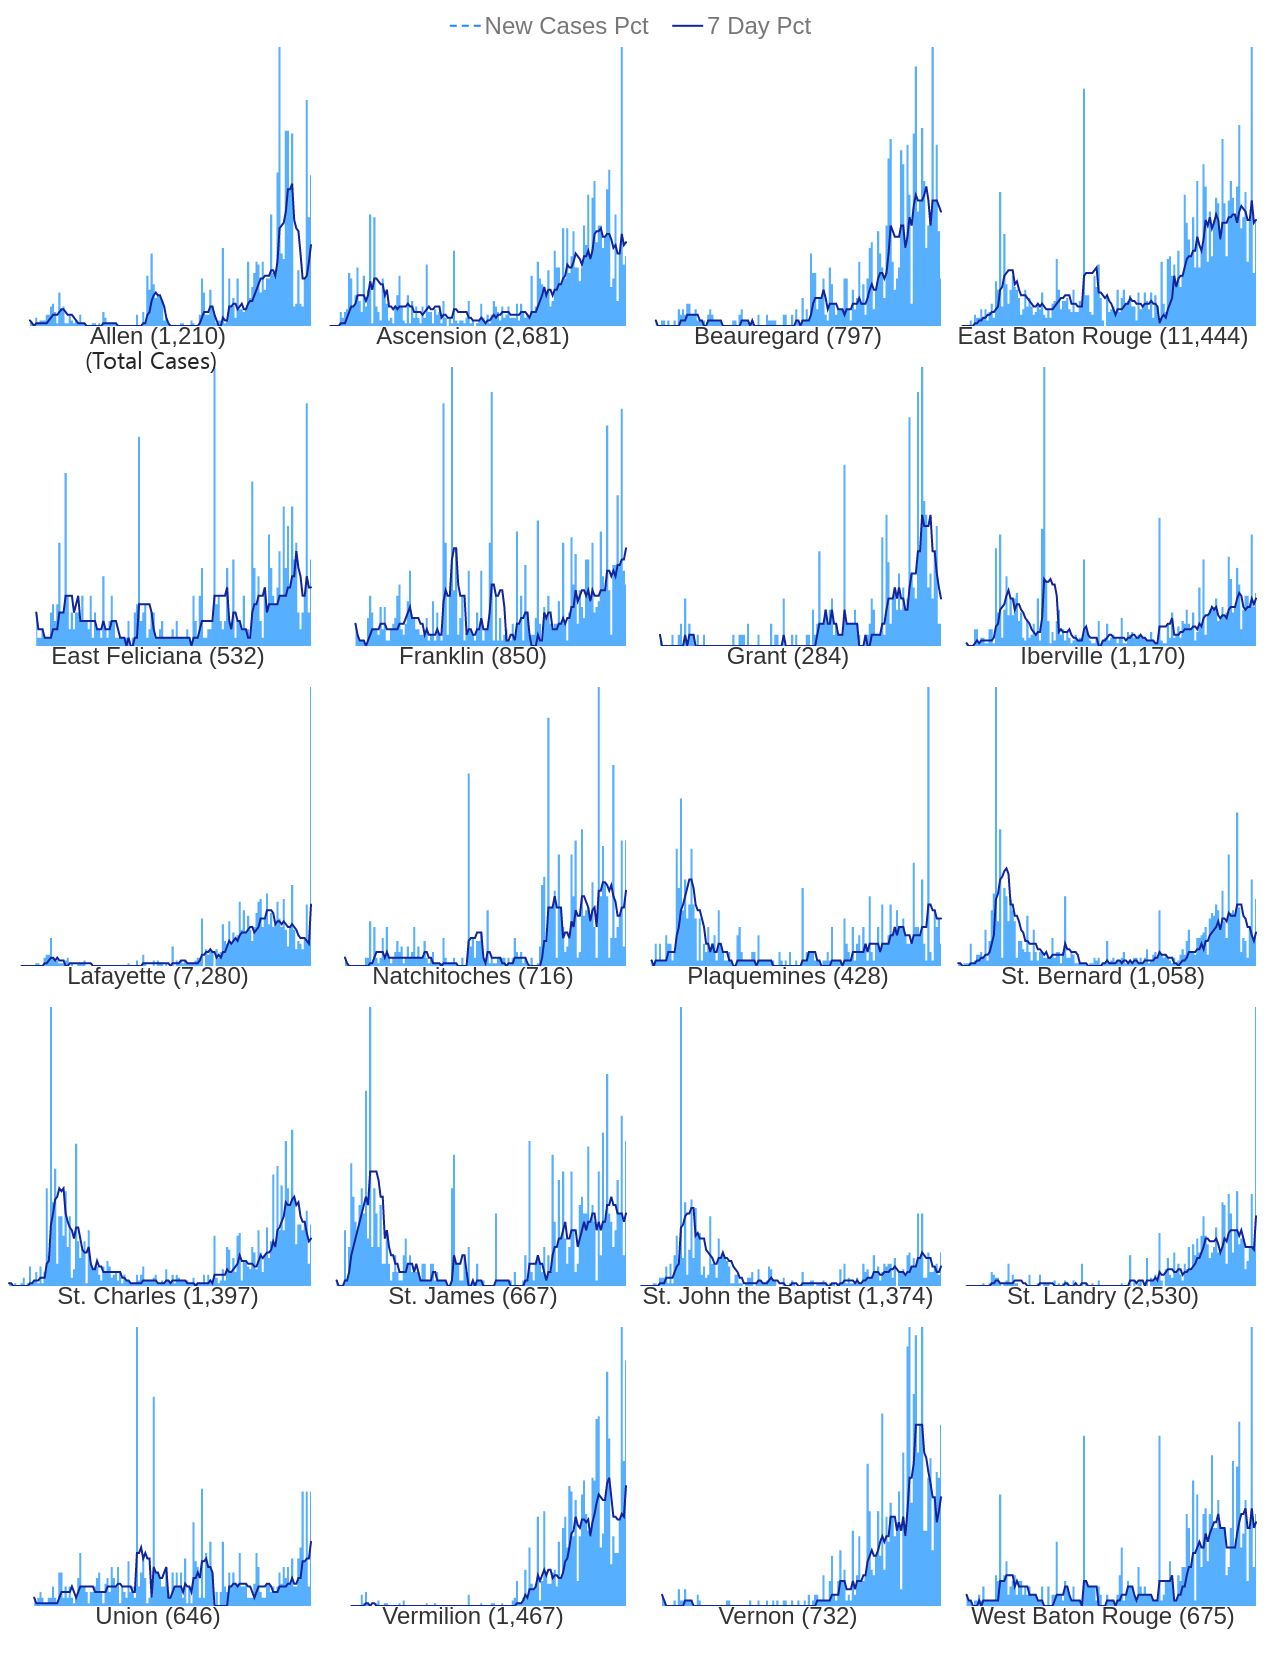 New Cases Pct 7 Day Pct
Allen (1,210) Ascension (2,681) Beauregard (797) East Baton Rouge (11,444)
(Total Cases)
East Feliciana (532) Franklin (850) Grant (284) Iberville (1,170)
Lafayette (7,280) Natchitoches (716) Plaquemines (428) St. Bernard (1,058)
St. Charles (1,397) St. James (667) St. John the Baptist (1,374) St. Landry (2,530)
Union (646) Vermilion (1,467) Vernon (732) West Baton Rouge (675)